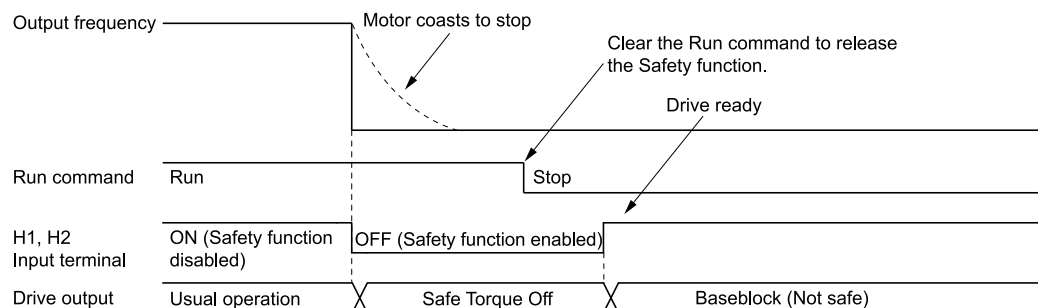 Output frequency
Motor coasts to stop
Clear the Run command to release
the Safety function.
Drive ready
Run command
Run
Stop
H1, H2
Input terminal
ON (Safety function
disabled)
OFF (Safety function enabled)
Drive output
Usual operation
Safe Torque Off
Baseblock (Not safe)